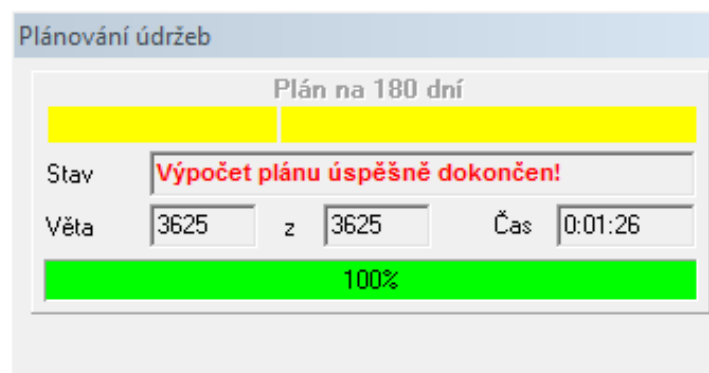 Plánování údržeb
Plán na 180 dní
Stav Výpočet plánu úspěšně dokončen!
Věta 3625 z 3625 Čas 0:01:26
100%